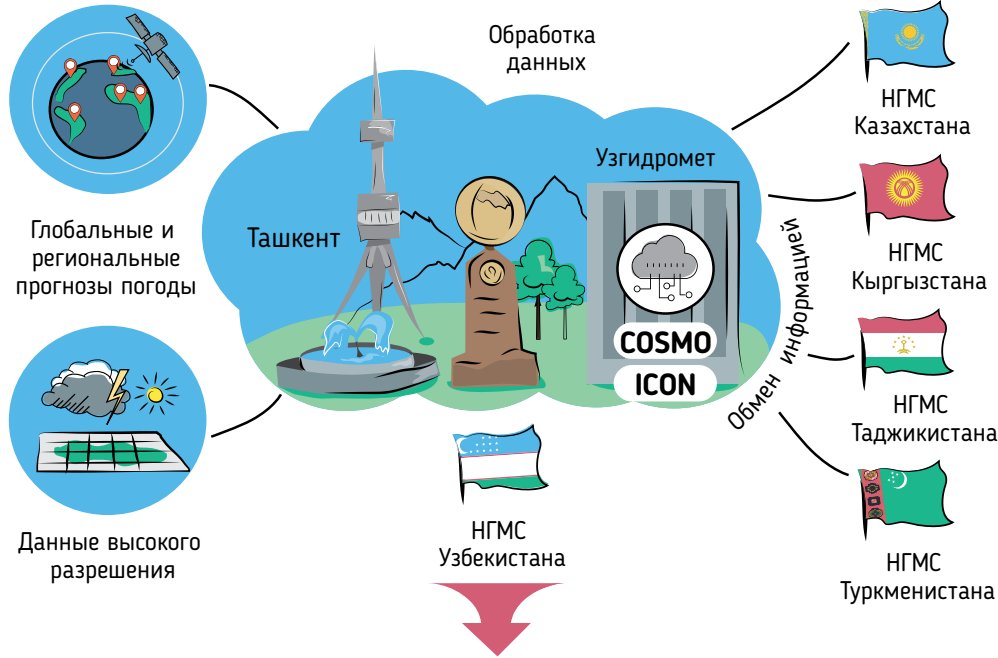 Обработка
данных
Глобальные и
региональные
прогнозы погоды
Данные высокого
разрешения
Ташкент
Узгидромет
COSMO
ICON
НГМС
Узбекистана
Обмен информацией
НГМС
Казахстана
НГМС
Кыргызстана
НГМС
Таджикистана
НГМС
Туркменистана